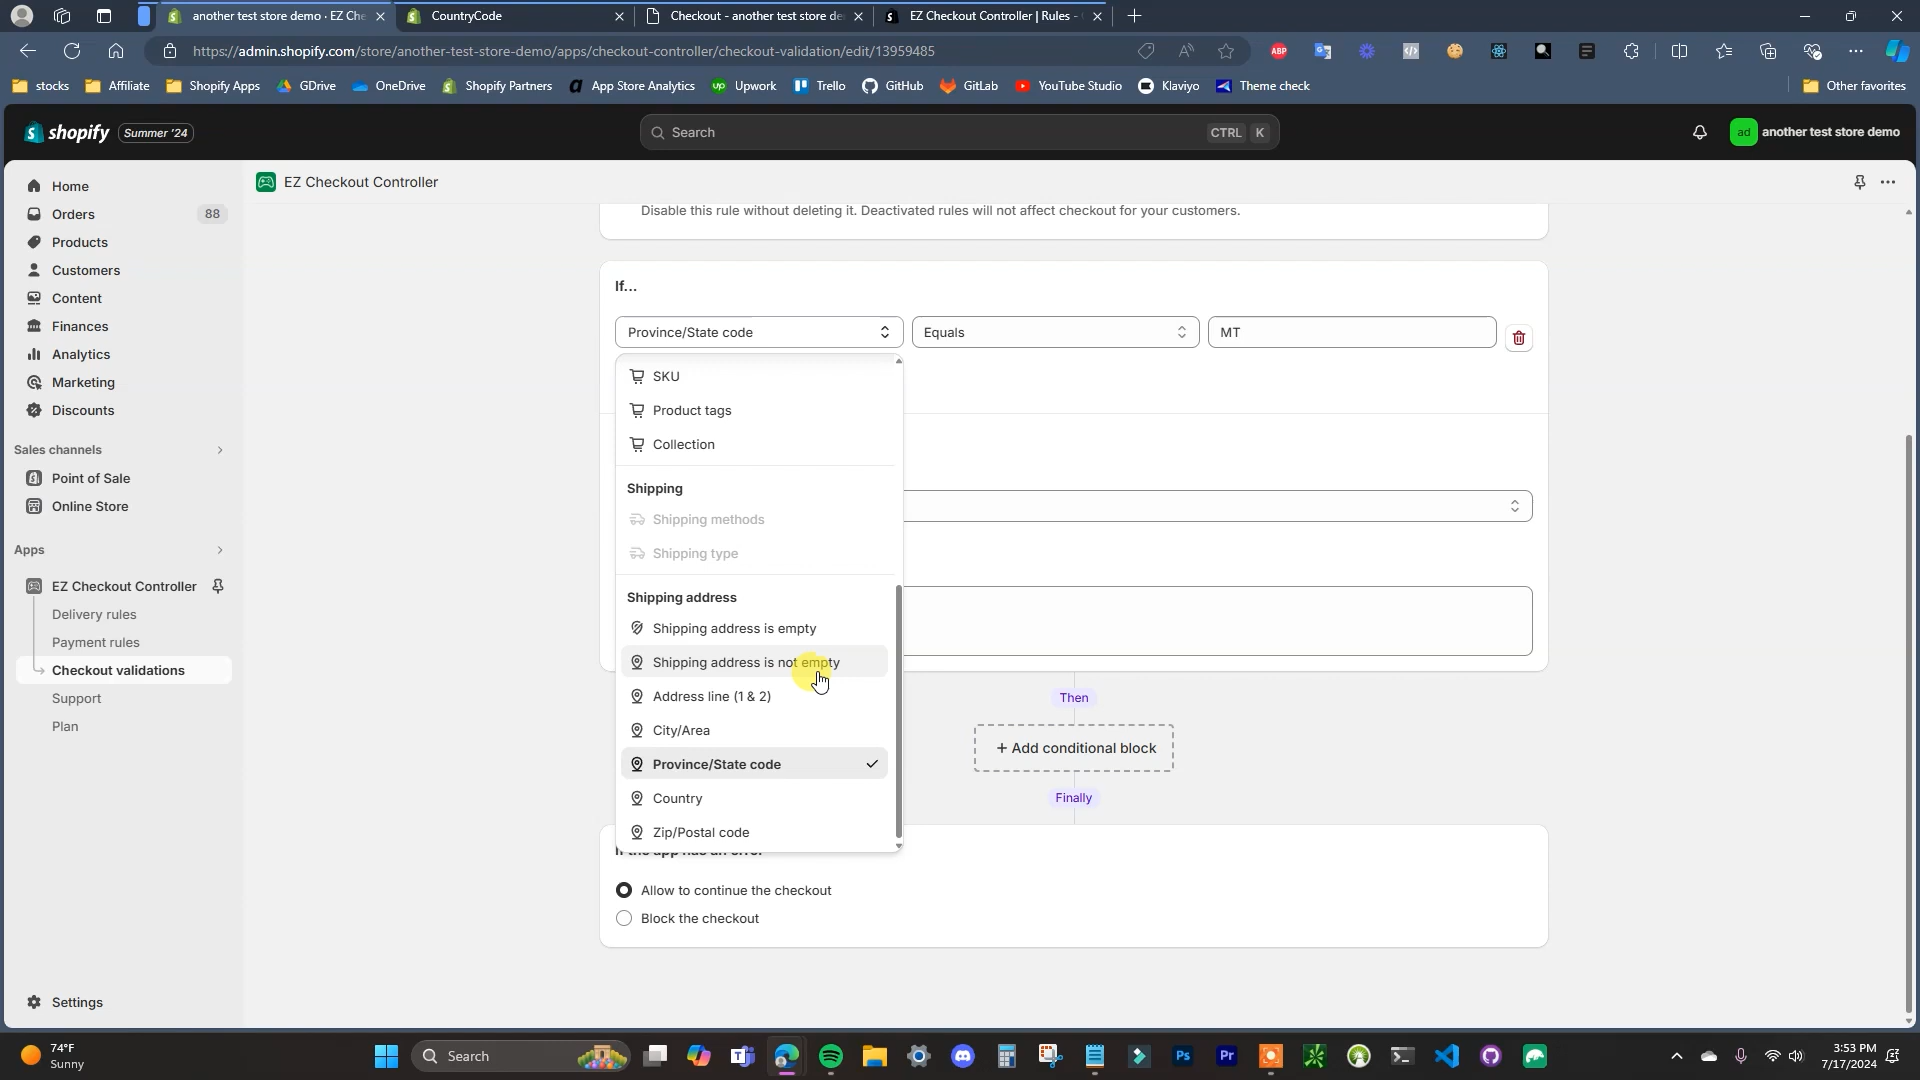 another test store demo · EZ Che
CountryCode
Checkout - another test store de
EZ Checkout Controller | Rules -
https://admin.shopify.com/store/another-test-store-demo/apps/checkout-controller/checkout-validation/edit/13959485
ABP
stocks
Affiliate
Shopify Apps
GDrive
OneDrive
Shopify Partners
App Store Analytics
Upwork
Trello
GitHub
GitLab
YouTube Studio
Klaviyo
Theme check
Other favorites
shopify
Summer '24
Search
CTRL K
ad
another test store demo
Home
Orders
88
Products
Customers
Content
Finances
Analytics
Marketing
Discounts
Sales channels
Point of Sale
Online Store
Apps
EZ Checkout Controller
Delivery rules
Payment rules
Checkout validations
Support
Plan
Settings
EZ Checkout Controller
Disable this rule without deleting it. Deactivated rules will not affect checkout for your customers.
If...
Province/State code
Equals
MT
SKU
Product tags
Collection
Shipping
Shipping methods
Shipping type
Shipping address
Shipping address is empty
Shipping address is not empty
Address line (1 & 2)
City/Area
Province/State code
Country
Zip/Postal code
Then
+ Add conditional block
Finally
Allow to continue the checkout
Block the checkout
74°F
Sunny
Search
Ps
Pr
3:53 PM
7/17/2024